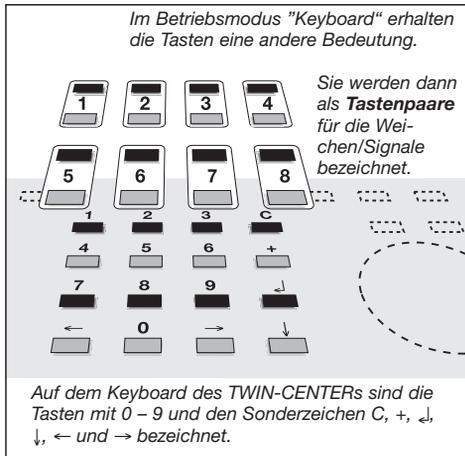 Im Betriebsmodus ”Keyboard“ erhalten
die Tasten eine andere Bedeutung.
Sie werden dann
als Tastenpaare
für die Wei-
chen/Signale
bezeichnet.
1 2 3 4
5 6 7 8
1 2 3 C
4 5 6 +
7 8 9 ↲
← 0 → ↓
Auf dem Keyboard des TWIN-CENTERs sind die
Tasten mit 0 – 9 und den Sonderzeichen C, +, ↲,
↓, ← und → bezeichnet.